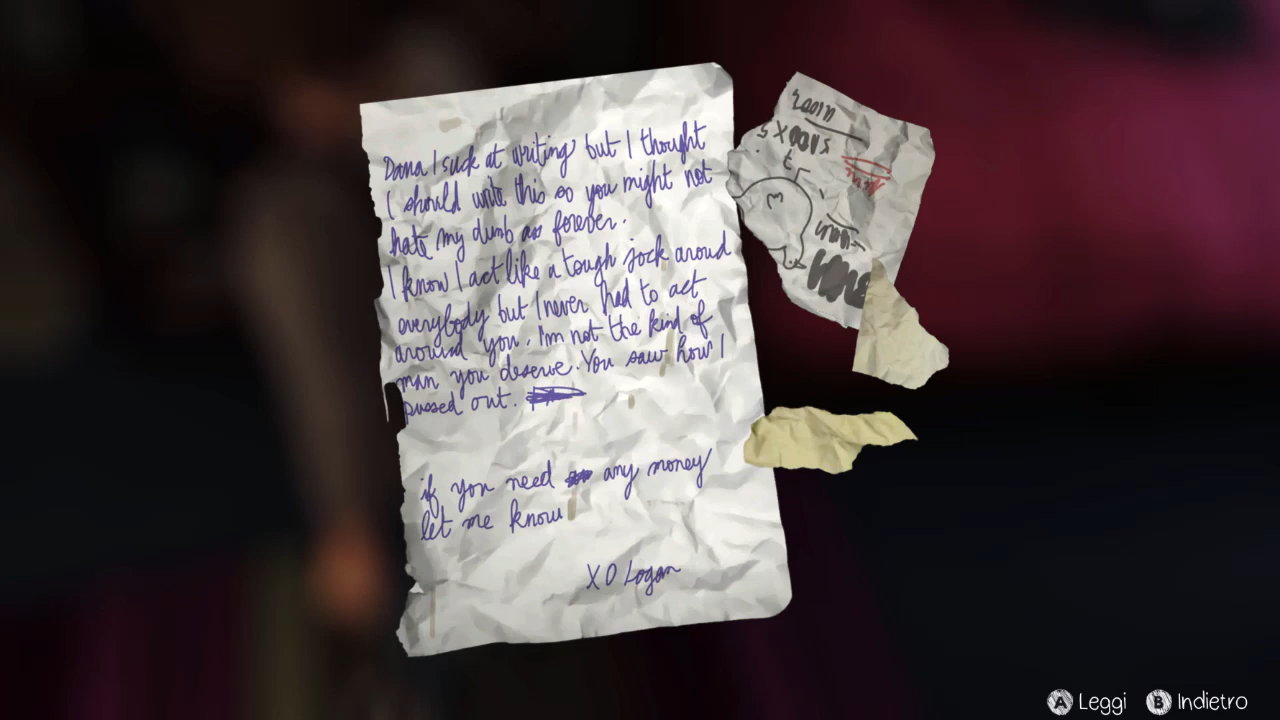 Dana I suck at writing but I thought
I should write this so you might not
hate my dumb ass forever.
I know I act like a tough jock aroud
everybody but I never had to act
around you. I'm not the kind of
man you deserve. You saw how I
pussed out.
if you need any money
let me know
XO Logan
A Leggi B Indietro